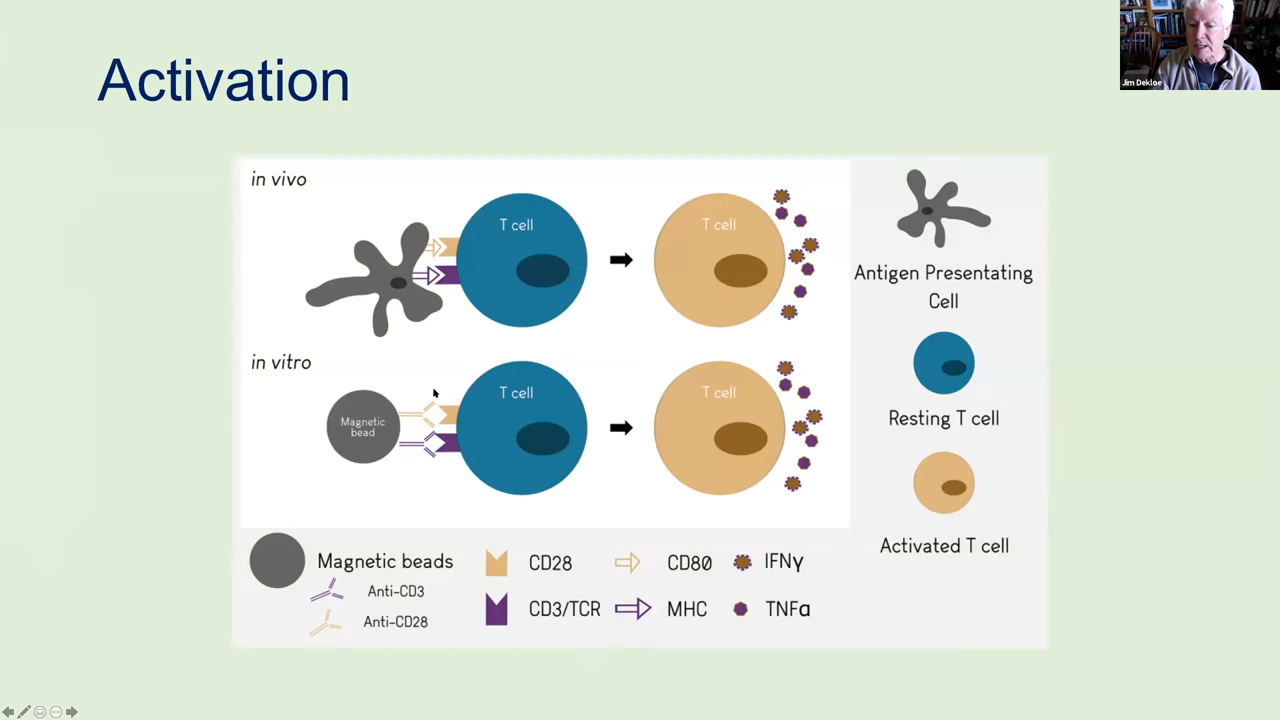 Activation
Jim Dekloe
in vivo
T cell
T cell
in vitro
Magnetic
bead
T cell
T cell
Antigen Presentating
Cell
Resting T cell
Activated T cell
Magnetic beads
Anti-CD3
Anti-CD28
CD28
CD80
IFNγ
CD3/TCR
MHC
TNFα